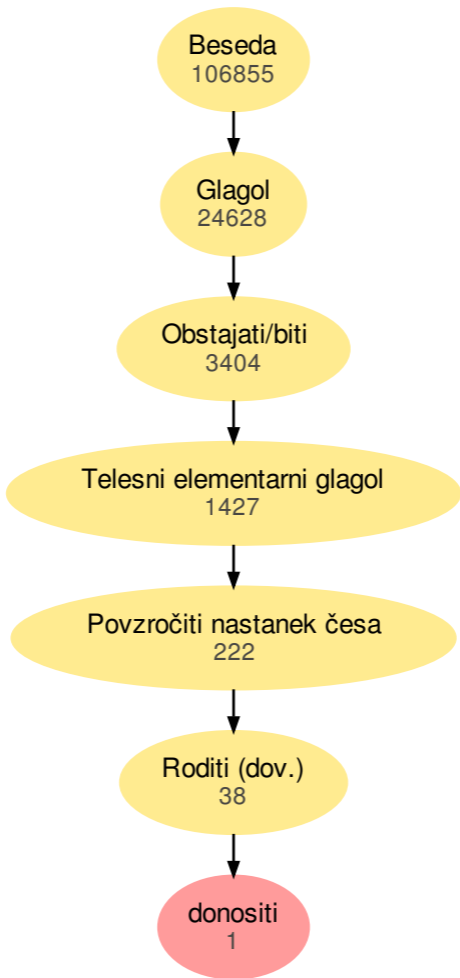 Beseda
106855
Glagol
24628
Obstajati/biti
3404
Telesni elementarni glagol
1427
Povzročiti nastanek česa
222
Roditi (dov.)
38
donositi
1